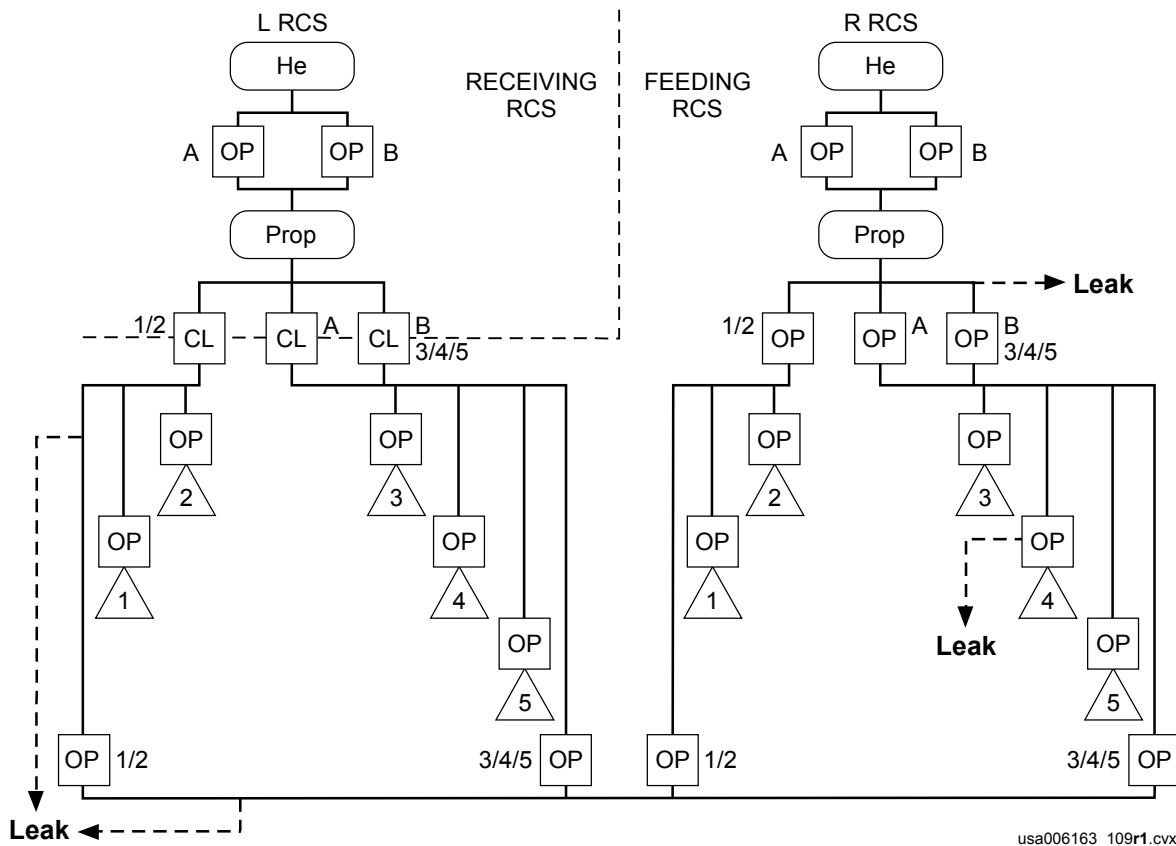 L RCS
R RCS
He
He
RECEIVING
RCS
FEEDING
RCS
A OP OP B
A OP OP B
Prop
Prop
Leak
1/2 CL CL A CL B
3/4/5
1/2 OP OP A OP B
3/4/5
OP OP
OP OP
2 3
2 3
OP OP
OP OP
1 4
1 4
OP
Leak
OP
5
5
OP 1/2 3/4/5 OP
OP 1/2 3/4/5 OP
Leak
usa006163_109r1.cvx